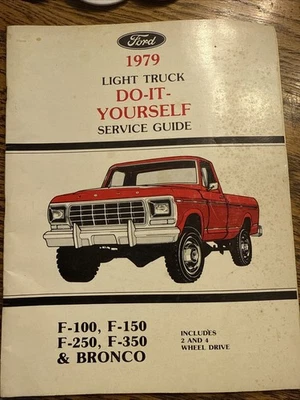 Ford
1979
LIGHT TRUCK
DO-IT-
YOURSELF
SERVICE GUIDE
F-100, F-150
F-250, F-350
& BRONCO
INCLUDES
2 AND 4
WHEEL DRIVE